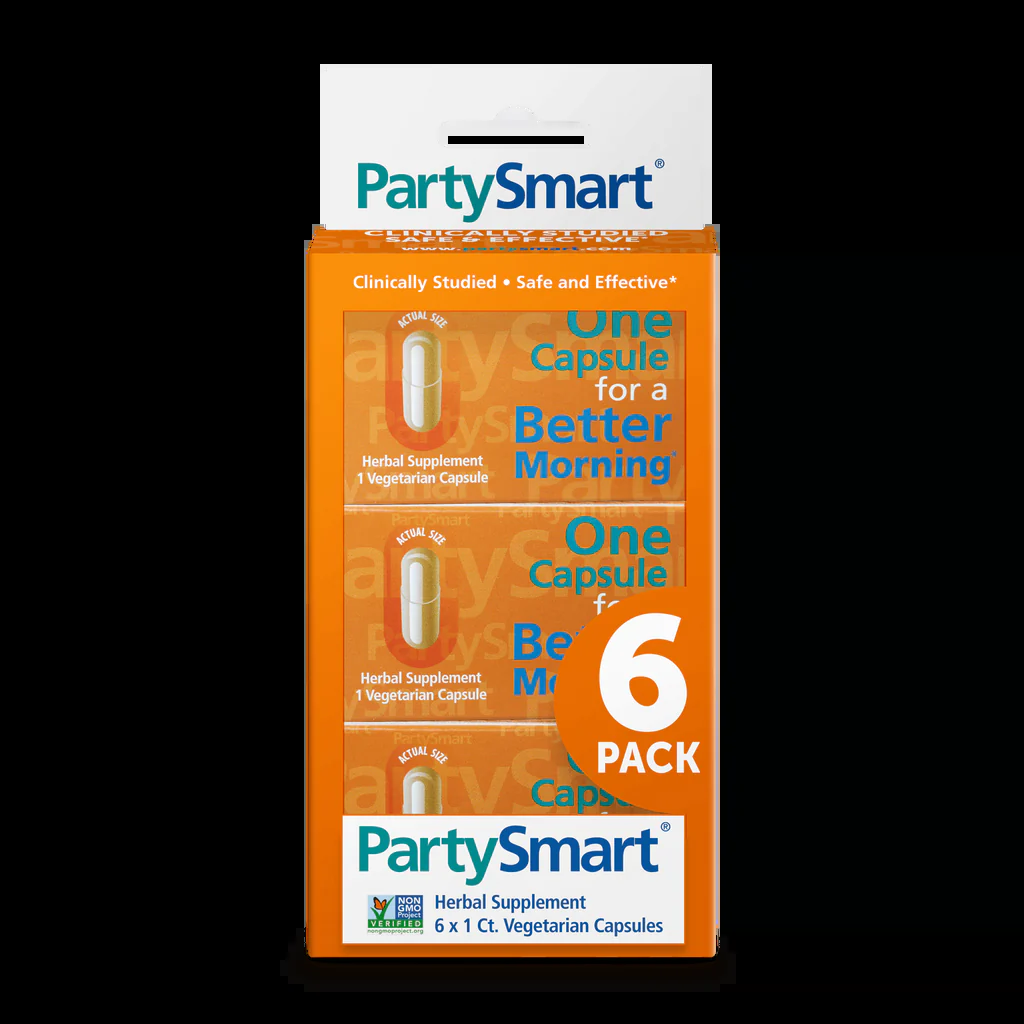 PartySmart®
CLINICALLY STUDIED
SAFE & EFFECTIVE*
www.partysmart.com
Clinically Studied • Safe and Effective*
ACTUAL SIZE
One
Capsule
for a
Better
Morning*
Herbal Supplement
1 Vegetarian Capsule
PartySmart
ACTUAL SIZE
One
Capsule
Herbal Supplement
1 Vegetarian Capsule
6
PACK
PartySmart
ACTUAL SIZE
PartySmart®
NON
GMO
Project
VERIFIED
nongmoproject.org
Herbal Supplement
6 x 1 Ct. Vegetarian Capsules